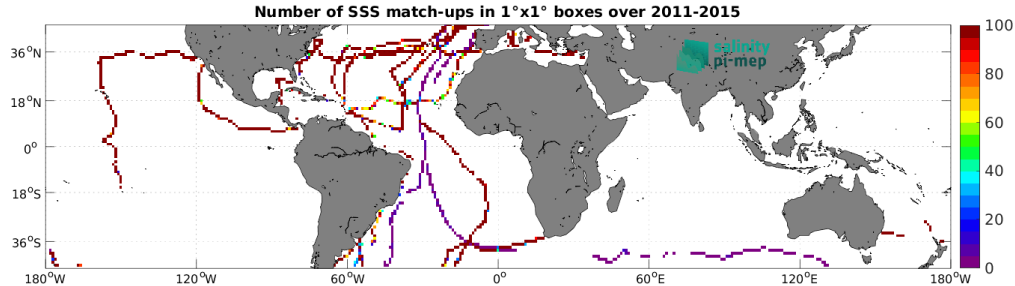 Number of SSS match-ups in 1°x1° boxes over 2011-2015
36°N
18°N
0°
18°S
36°S
180°W
120°W
60°W
0°
60°E
120°E
180°W
salinity
pi-mep
100
80
60
40
20
0